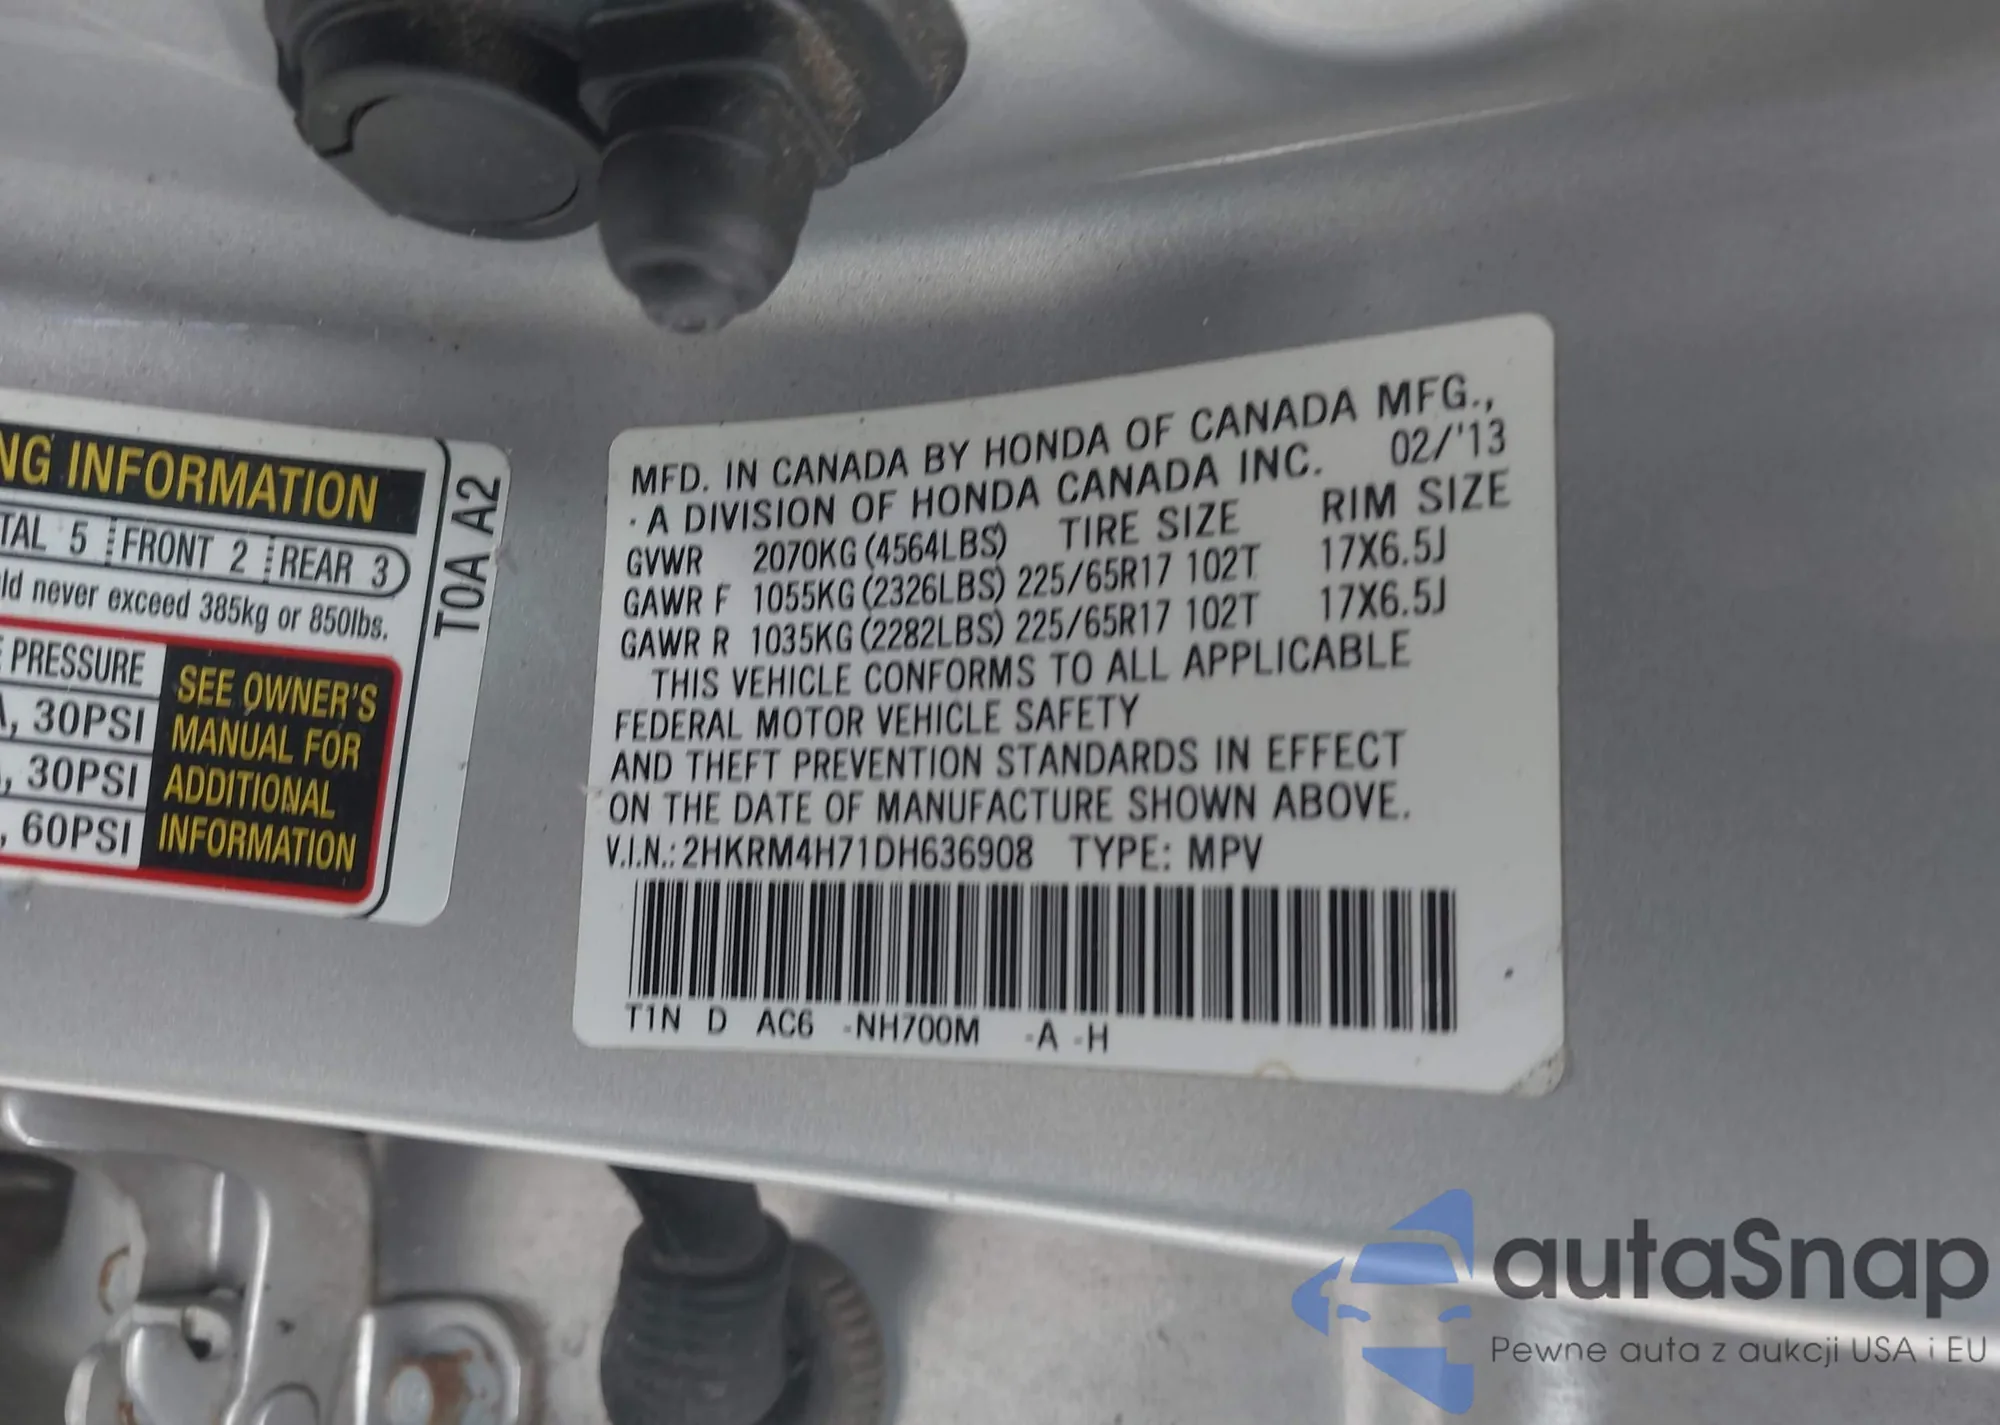 NG INFORMATION
TAL 5 FRONT 2 REAR 3
ld never exceed 385kg or 850lbs.
PRESSURE
, 30PSI
, 30PSI
, 60PSI
SEE OWNER'S
MANUAL FOR
ADDITIONAL
INFORMATION
T0A A2
MFD. IN CANADA BY HONDA OF CANADA MFG.,
· A DIVISION OF HONDA CANADA INC. 02/'13
GVWR 2070KG (4564LBS) TIRE SIZE RIM SIZE
GAWR F 1055KG (2326LBS) 225/65R17 102T 17X6.5J
GAWR R 1035KG (2282LBS) 225/65R17 102T 17X6.5J
THIS VEHICLE CONFORMS TO ALL APPLICABLE
FEDERAL MOTOR VEHICLE SAFETY
AND THEFT PREVENTION STANDARDS IN EFFECT
ON THE DATE OF MANUFACTURE SHOWN ABOVE.
V.I.N.: 2HKRM4H71DH636908 TYPE: MPV
T1N D AC6 -NH700M -A -H
autaSnap
Pewne auta z aukcji USA i EU